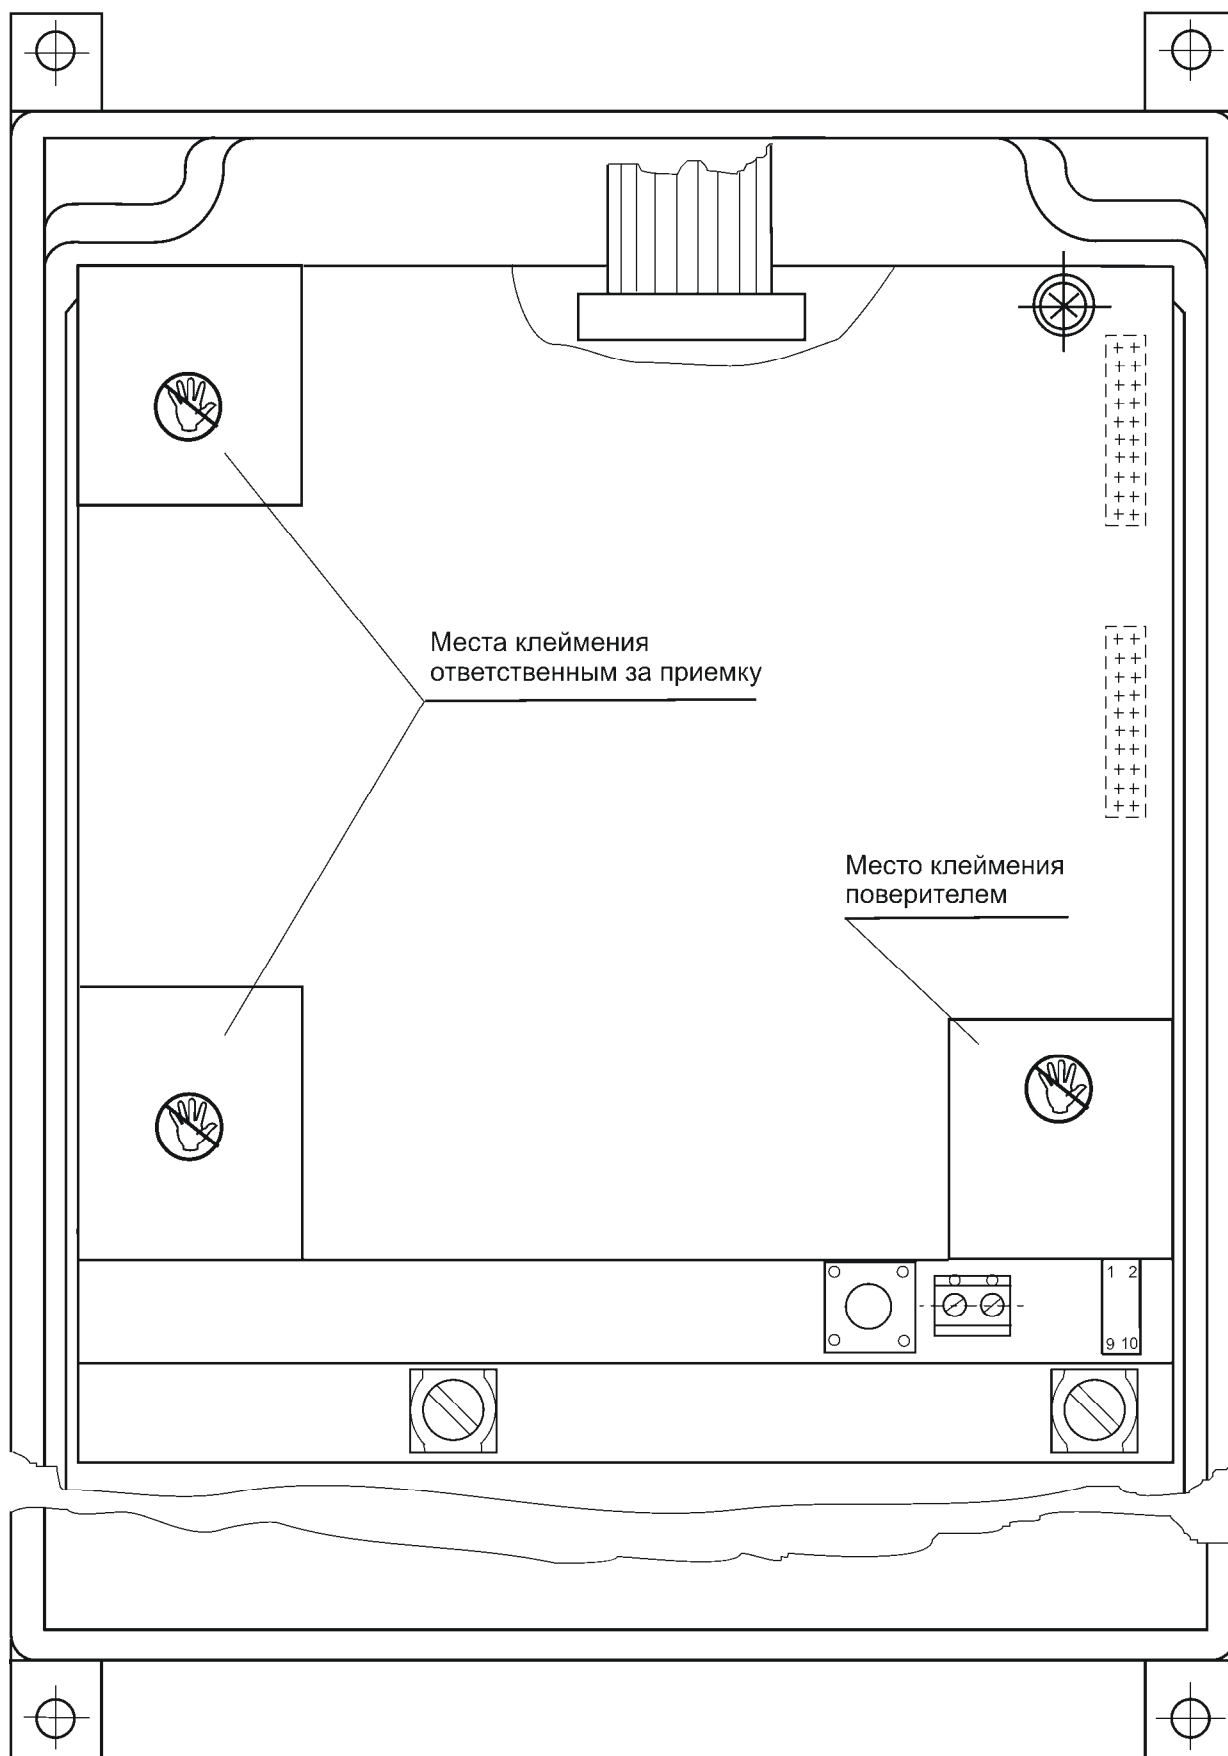 Места клеймения
ответственным за приемку
Место клеймения
поверителем
1 2
9 10